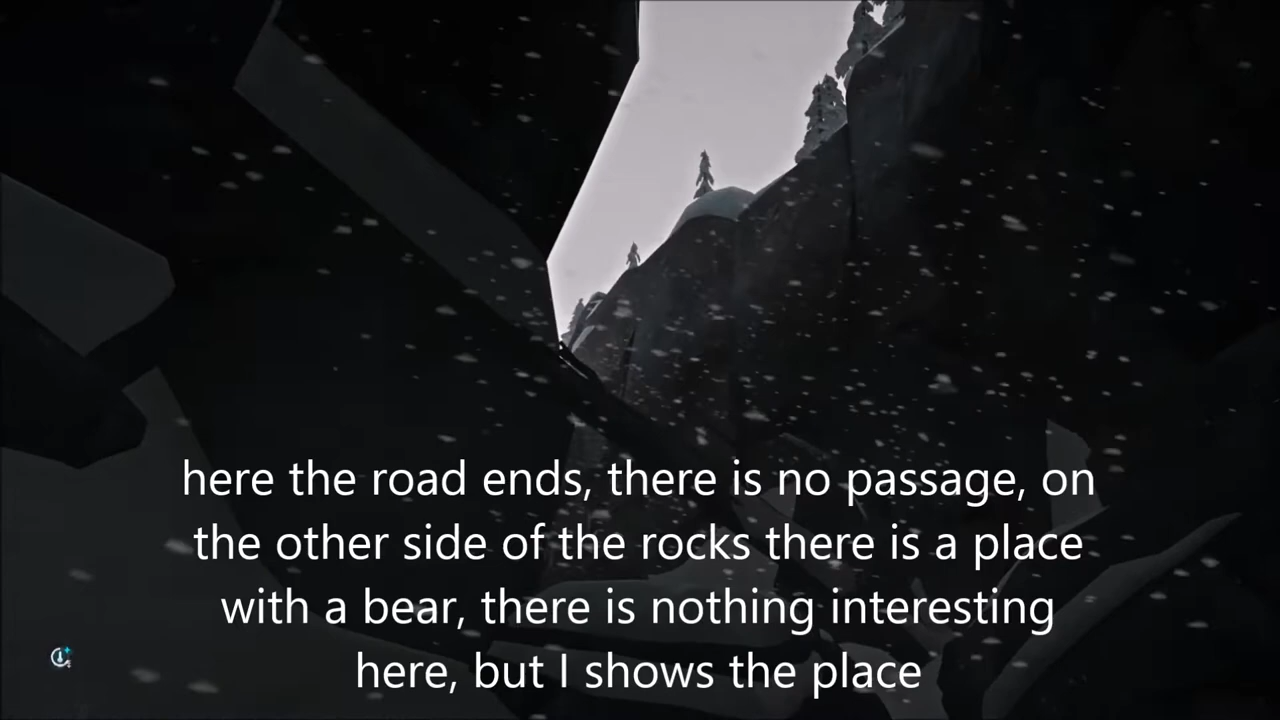 here the road ends, there is no passage, on
the other side of the rocks there is a place
with a bear, there is nothing interesting
here, but I shows the place